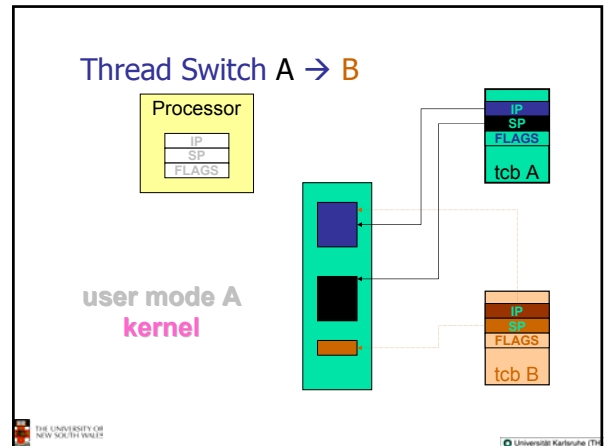 Thread Switch A → B
Processor
IP
SP
FLAGS
IP
SP
FLAGS
tcb A
user mode A
kernel
IP
SP
FLAGS
tcb B
THE UNIVERSITY OF
NEW SOUTH WALES
Universität Karlsruhe (TH